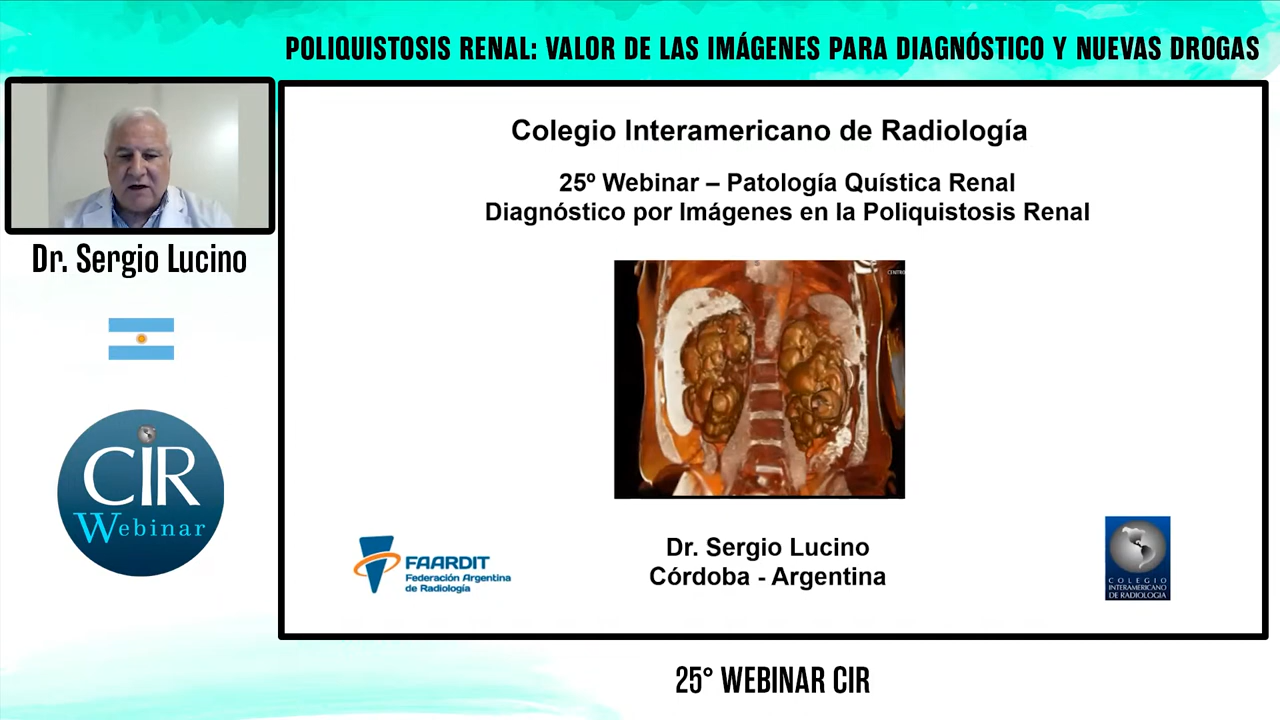 POLIQUISTOSIS RENAL: VALOR DE LAS IMÁGENES PARA DIAGNÓSTICO Y NUEVAS DROGAS
Dr. Sergio Lucino
CIR
Webinar
Colegio Interamericano de Radiología
25º Webinar – Patología Quística Renal
Diagnóstico por Imágenes en la Poliquistosis Renal
CENTRO
FAARDIT
Federación Argentina
de Radiología
Dr. Sergio Lucino
Córdoba - Argentina
COLEGIO
INTERAMERICANO
DE RADIOLOGIA
25° WEBINAR CIR